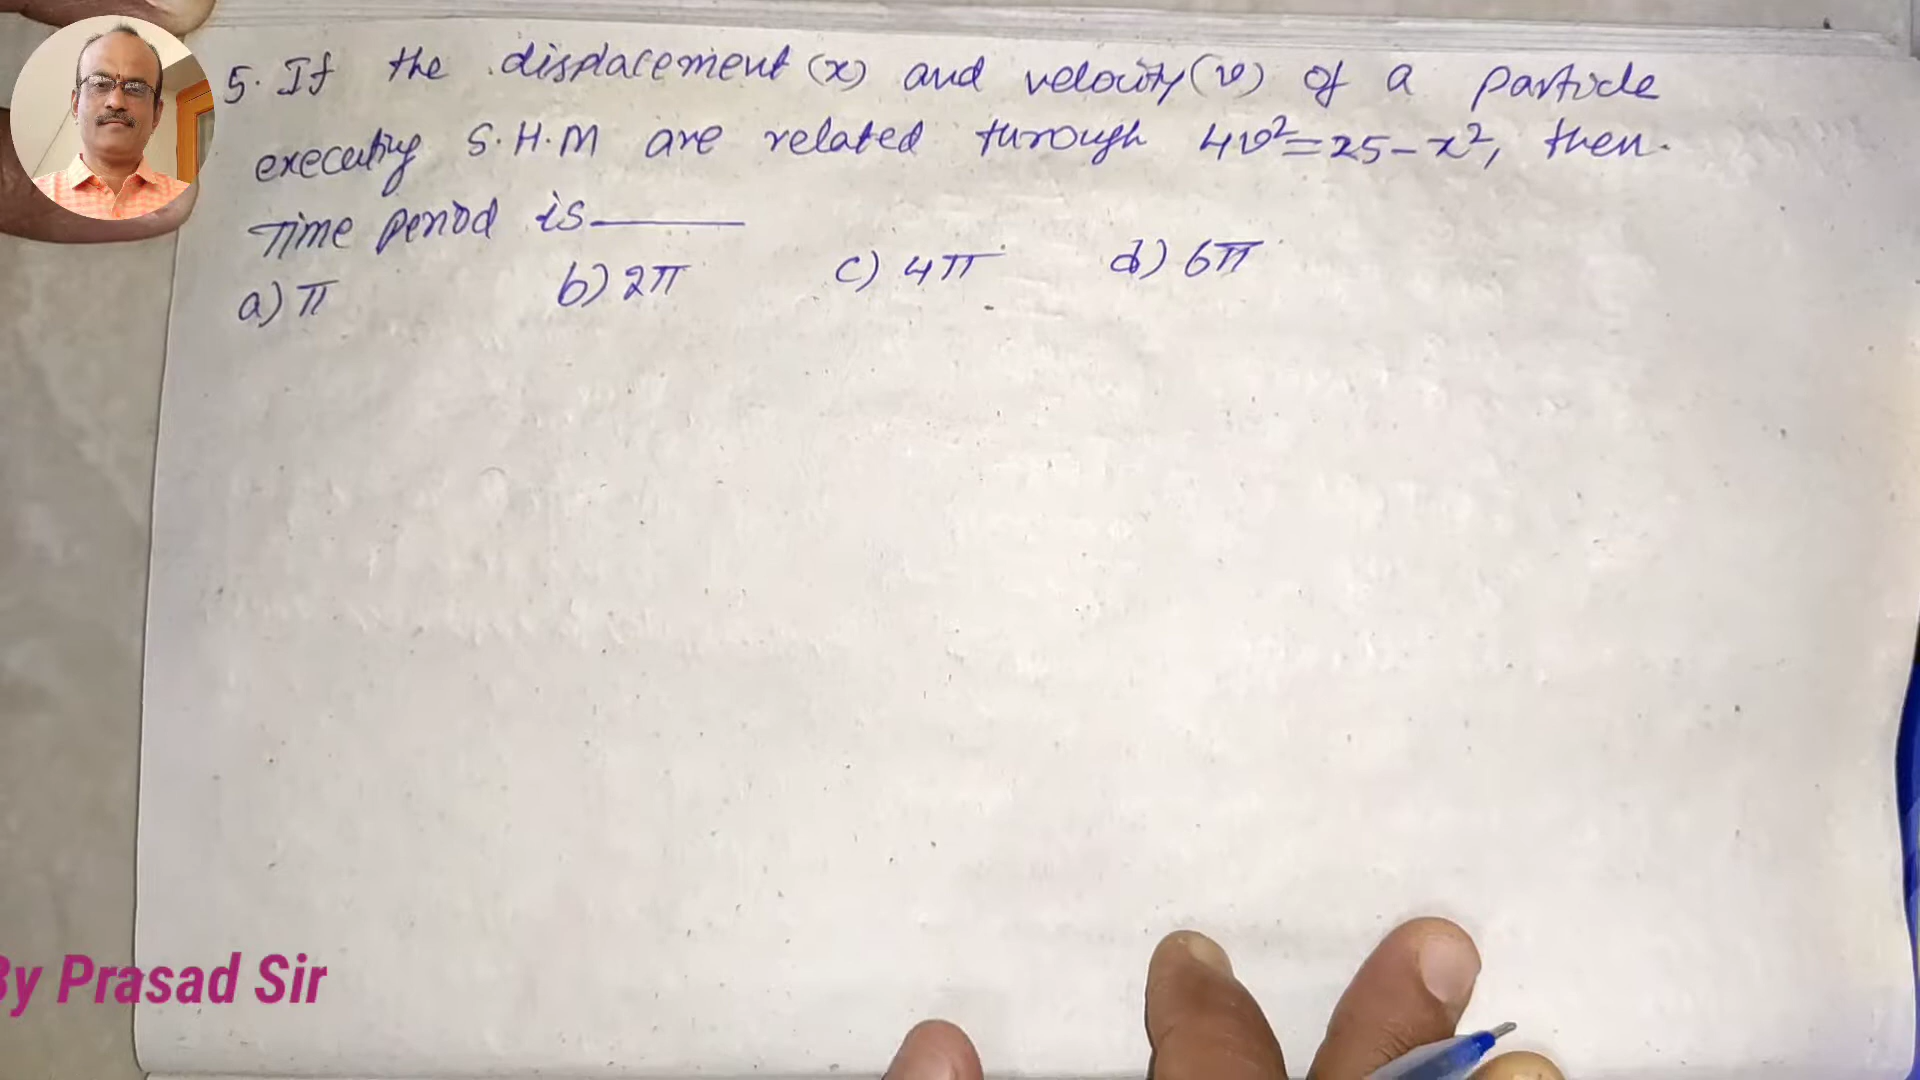 5. If the displacement (x) and velocity (v) of a particle
executing S.H.M are related through 4v²=25-x², then.
Time period is______
a) π b) 2π c) 4π d) 6π
By Prasad Sir